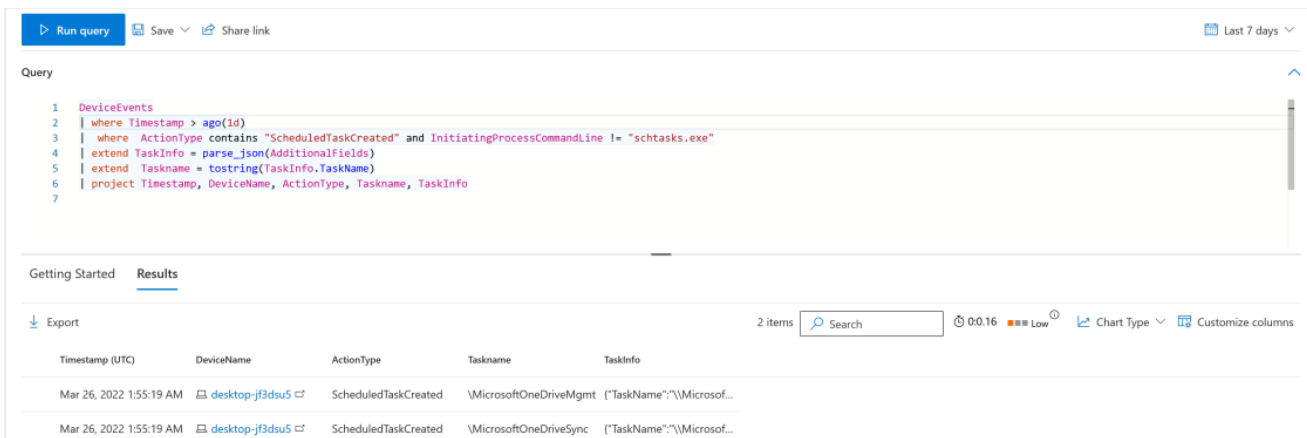 Run query Save Share link Last 7 days
Query
1 DeviceEvents
2 | where Timestamp > ago(1d)
3 | where ActionType contains "ScheduledTaskCreated" and InitiatingProcessCommandLine != "schtasks.exe"
4 | extend TaskInfo = parse_json(AdditionalFields)
5 | extend Taskname = tostring(TaskInfo.TaskName)
6 | project Timestamp, DeviceName, ActionType, Taskname, TaskInfo
7
Getting Started Results
Export 2 items Search 0:0.16 Low Chart Type Customize columns
Timestamp (UTC) DeviceName ActionType Taskname TaskInfo
Mar 26, 2022 1:55:19 AM desktop-jf3dsu5 ScheduledTaskCreated \MicrosoftOneDriveMgmt {"TaskName":"\\Microsof...
Mar 26, 2022 1:55:19 AM desktop-jf3dsu5 ScheduledTaskCreated \MicrosoftOneDriveSync {"TaskName":"\\Microsof...